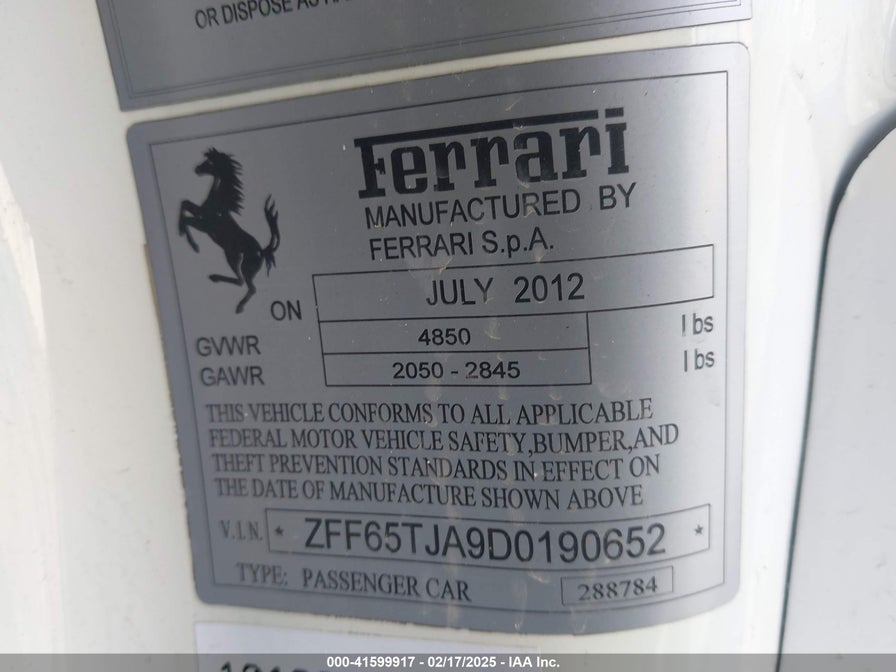 OR DISPOSE AS
Ferrari
MANUFACTURED BY
FERRARI S.p.A.
ON JULY 2012
GVWR 4850 lbs
GAWR 2050 - 2845 lbs
THIS VEHICLE CONFORMS TO ALL APPLICABLE
FEDERAL MOTOR VEHICLE SAFETY,BUMPER,AND
THEFT PREVENTION STANDARDS IN EFFECT ON
THE DATE OF MANUFACTURE SHOWN ABOVE
V.I.N. * ZFF65TJA9D0190652 *
TYPE: PASSENGER CAR 288784
000-41599917 - 02/17/2025 - IAA Inc.